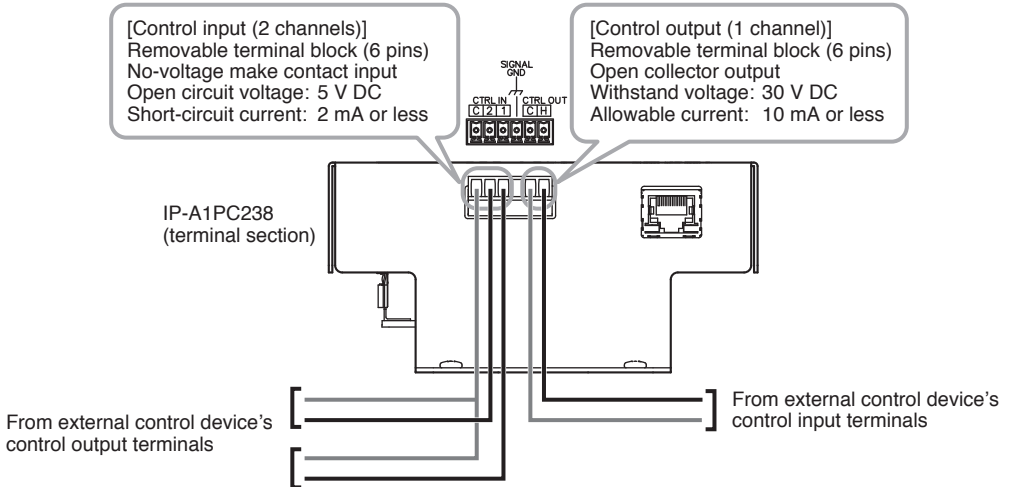 [Control input (2 channels)]
Removable terminal block (6 pins)
No-voltage make contact input
Open circuit voltage: 5 V DC
Short-circuit current: 2 mA or less
[Control output (1 channel)]
Removable terminal block (6 pins)
Open collector output
Withstand voltage: 30 V DC
Allowable current: 10 mA or less
SIGNAL
GND
CTRL IN
CTRL OUT
C 2 1
C H
IP-A1PC238
(terminal section)
From external control device's
control output terminals
From external control device's
control input terminals